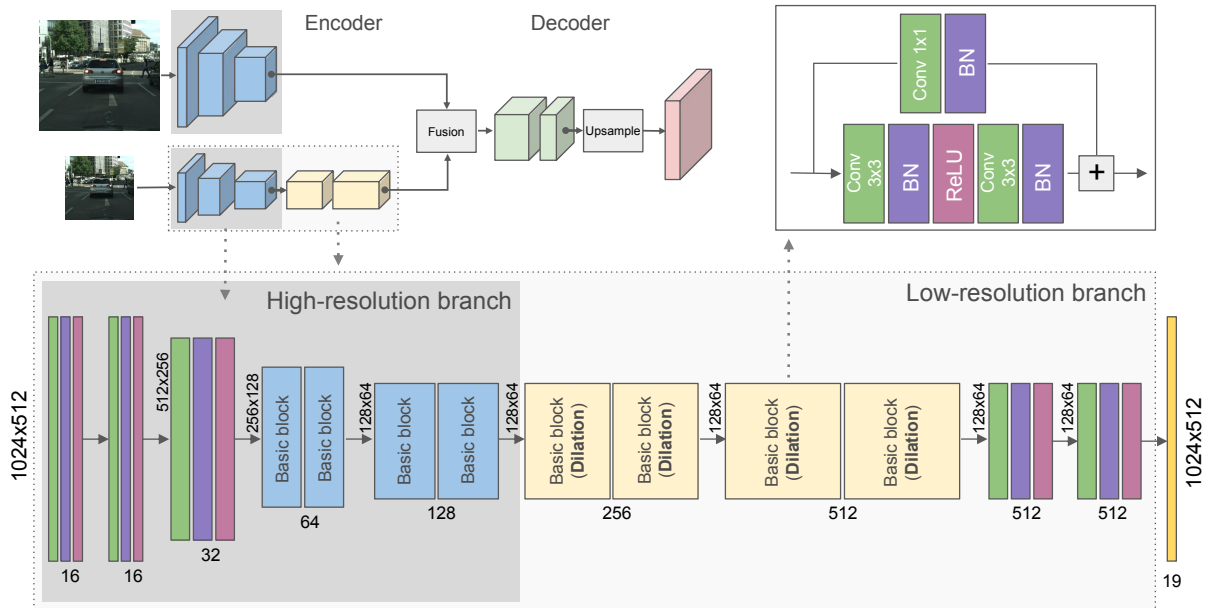 Encoder
Decoder
Fusion
Upsample
Conv 1x1
BN
Conv
3x3
BN
ReLU
Conv
3x3
BN
+
High-resolution branch
Low-resolution branch
1024x512
16
16
512x256
32
256x128
Basic block
Basic block
64
128x64
Basic block
Basic block
128
128x64
Basic block
(Dilation)
Basic block
(Dilation)
256
128x64
Basic block
(Dilation)
Basic block
(Dilation)
512
128x64
512
128x64
512
1024x512
19